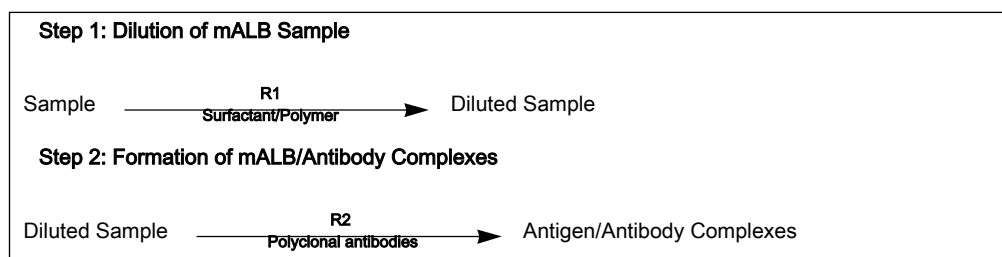 Step 1: Dilution of mALB Sample
R1
Sample Diluted Sample
Surfactant/Polymer
Step 2: Formation of mALB/Antibody Complexes
R2
Diluted Sample Antigen/Antibody Complexes
Polyclonal antibodies